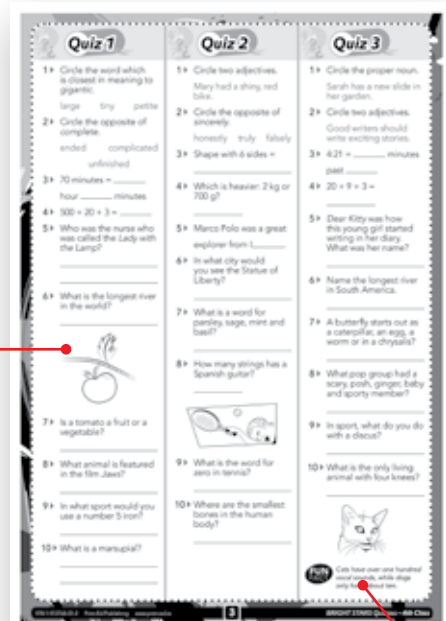 Quiz 1
1 Circle the word which
is closest in meaning to
gigantic.
large tiny petite
2 Circle the opposite of
complete.
ended complicated
unfinished
3 70 minutes = ______
hour ______ minutes
4 500 + 20 + 3 = ______
5 Who was the nurse who
was called the Lady with
the Lamp?
6 What is the longest river
in the world?
7 Is a tomato a fruit or a
vegetable?
8 What animal is featured
in the film Jaws?
9 In what sport would you
use a number 5 iron?
10 What is a marsupial?
Quiz 2
1 Circle two adjectives.
Mary had a shiny, red
bike.
2 Circle the opposite of
sincerely.
honestly truly falsely
3 Shape with 6 sides =
4 Which is heavier: 2 kg or
700 g?
5 Marco Polo was a great
explorer from I______.
6 In what city would
you see the Statue of
Liberty?
7 What is a word for
parsley, sage, mint and
basil?
8 How many strings has a
Spanish guitar?
9 What is the word for
zero in tennis?
10 Where are the smallest
bones in the human
body?
Quiz 3
1 Circle the proper noun.
Sarah has a new slide in
her garden.
2 Circle two adjectives.
Good writers should
write exciting stories.
3 4:21 = ______ minutes
past ______
4 20 + 9 + 3 =
5 Dear Kitty was how
this young girl started
writing in her diary.
What was her name?
6 Name the longest river
in South America.
7 A butterfly starts out as
a caterpillar, an egg, a
worm or in a chrysalis?
8 What pop group had a
scary, posh, ginger, baby
and sporty member?
9 In sport, what do you do
with a discus?
10 What is the only living
animal with four knees?
FUN
Cats have over one hundred
vocal sounds, while dogs
only have about ten.
3